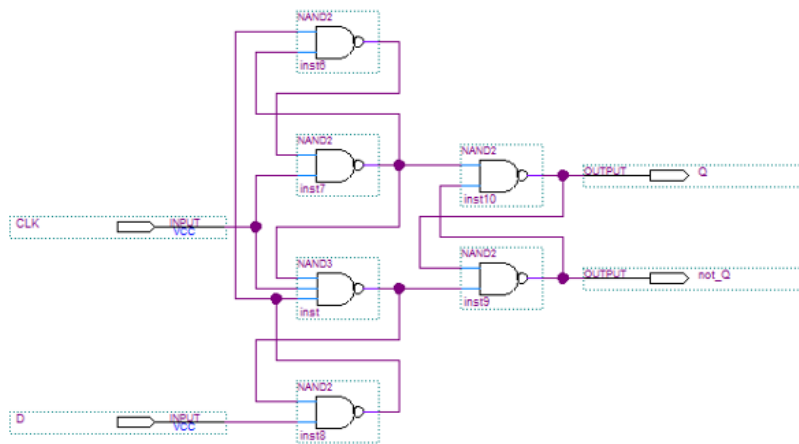 NAND2
inst6
NAND2
inst7
NAND2
inst10
OUTPUT
Q
CLK
INPUT
VCC
NAND3
inst
NAND2
inst9
OUTPUT
not_Q
NAND2
inst8
D
INPUT
VCC